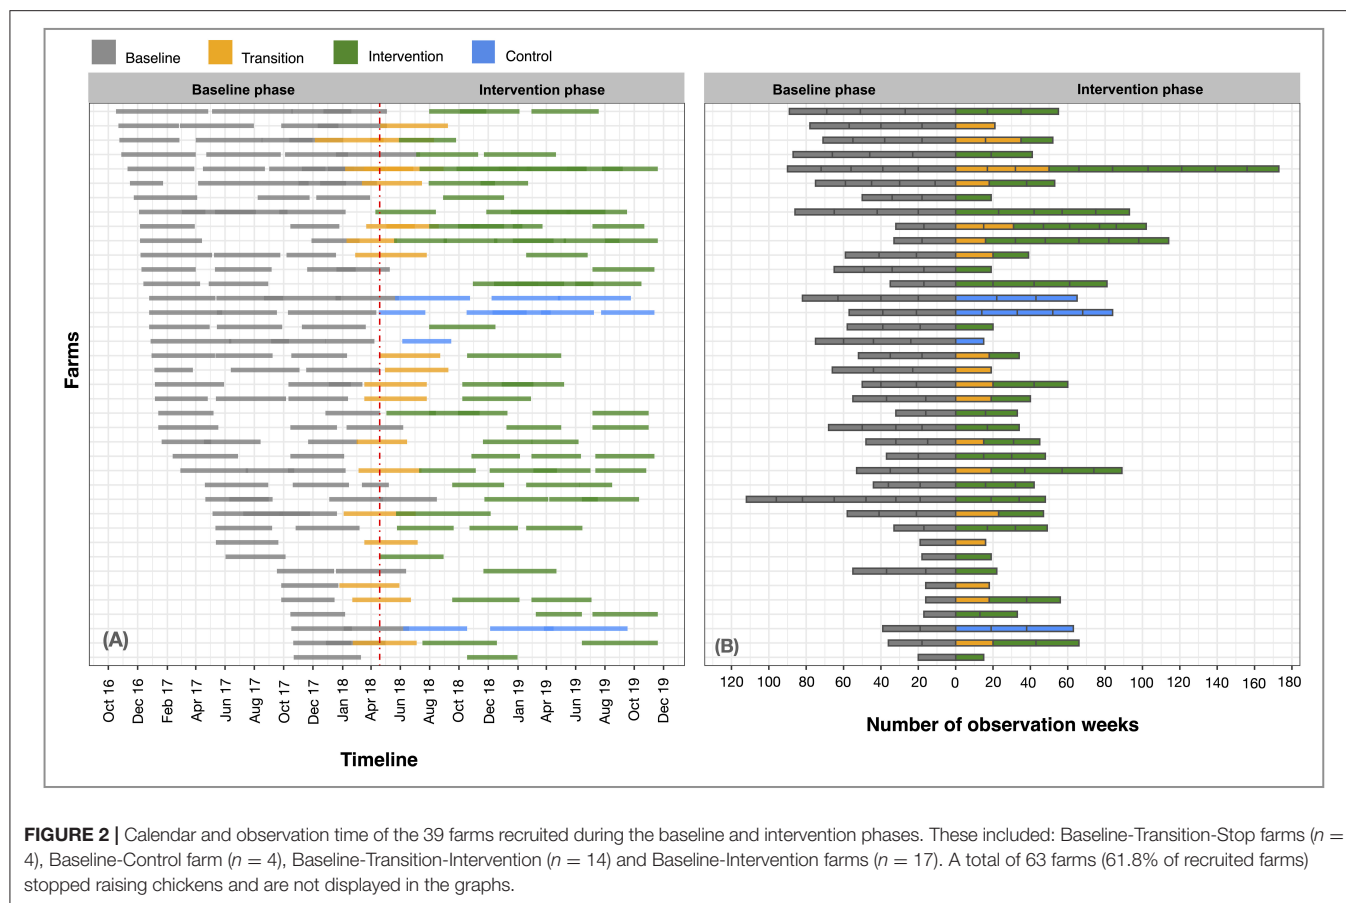 Baseline Transition Intervention Control
Baseline phase Intervention phase Baseline phase Intervention phase
Farms
(A) (B)
Oct 16 Dec 16 Feb 17 Apr 17 Jun 17 Aug 17 Oct 17 Dec 17 Jan 18 Apr 18 Jun 18 Aug 18 Oct 18 Dec 18 Jan 19 Apr 19 Jun 19 Aug 19 Oct 19 Dec 19
120 100 80 60 40 20 0 20 40 60 80 100 120 140 160 180
Number of observation weeks
Timeline
FIGURE 2 | Calendar and observation time of the 39 farms recruited during the baseline and intervention phases. These included: Baseline-Transition-Stop farms (n =
4), Baseline-Control farm (n = 4), Baseline-Transition-Intervention (n = 14) and Baseline-Intervention farms (n = 17). A total of 63 farms (61.8% of recruited farms)
stopped raising chickens and are not displayed in the graphs.